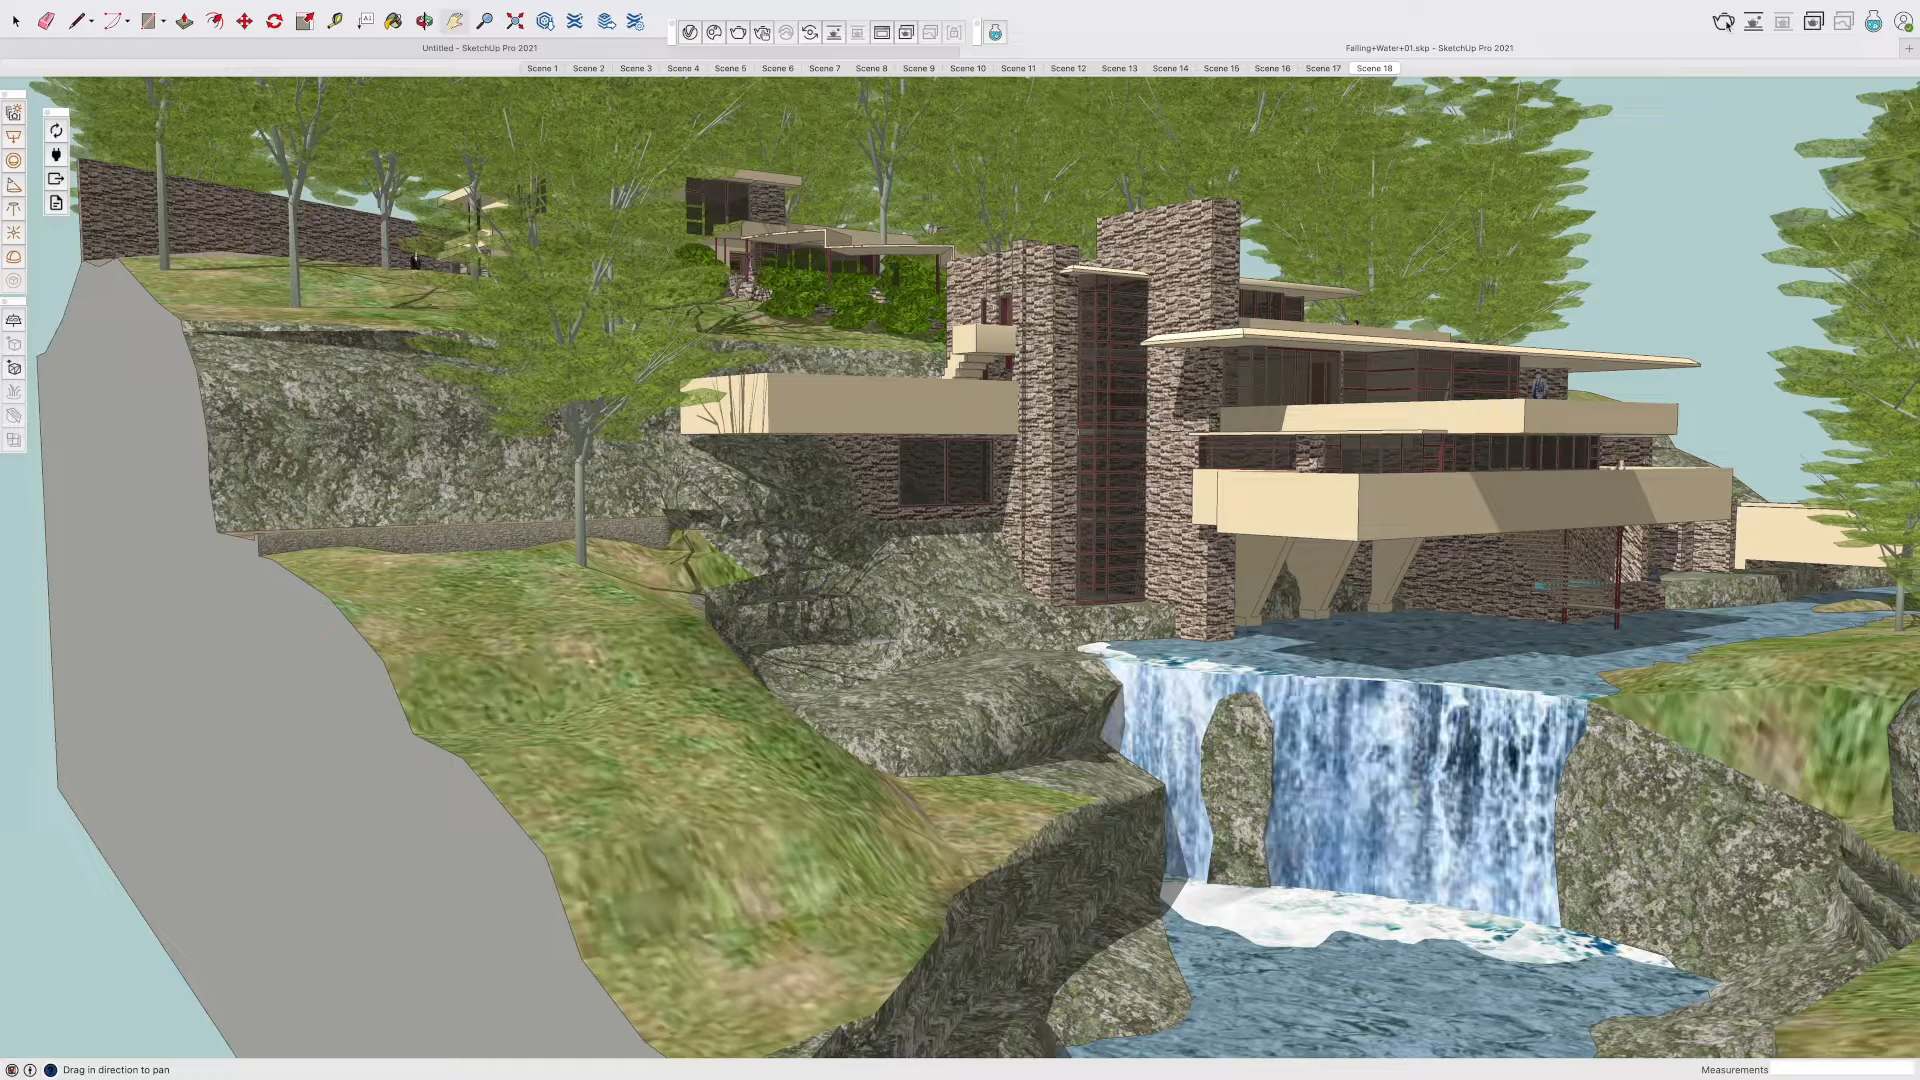 A1
Untitled - SketchUp Pro 2021
Falling+Water+01.skp - SketchUp Pro 2021
Scene 1 Scene 2 Scene 3 Scene 4 Scene 5 Scene 6 Scene 7 Scene 8 Scene 9 Scene 10 Scene 11 Scene 12 Scene 13 Scene 14 Scene 15 Scene 16 Scene 17 Scene 18
Drag in direction to pan
Measurements